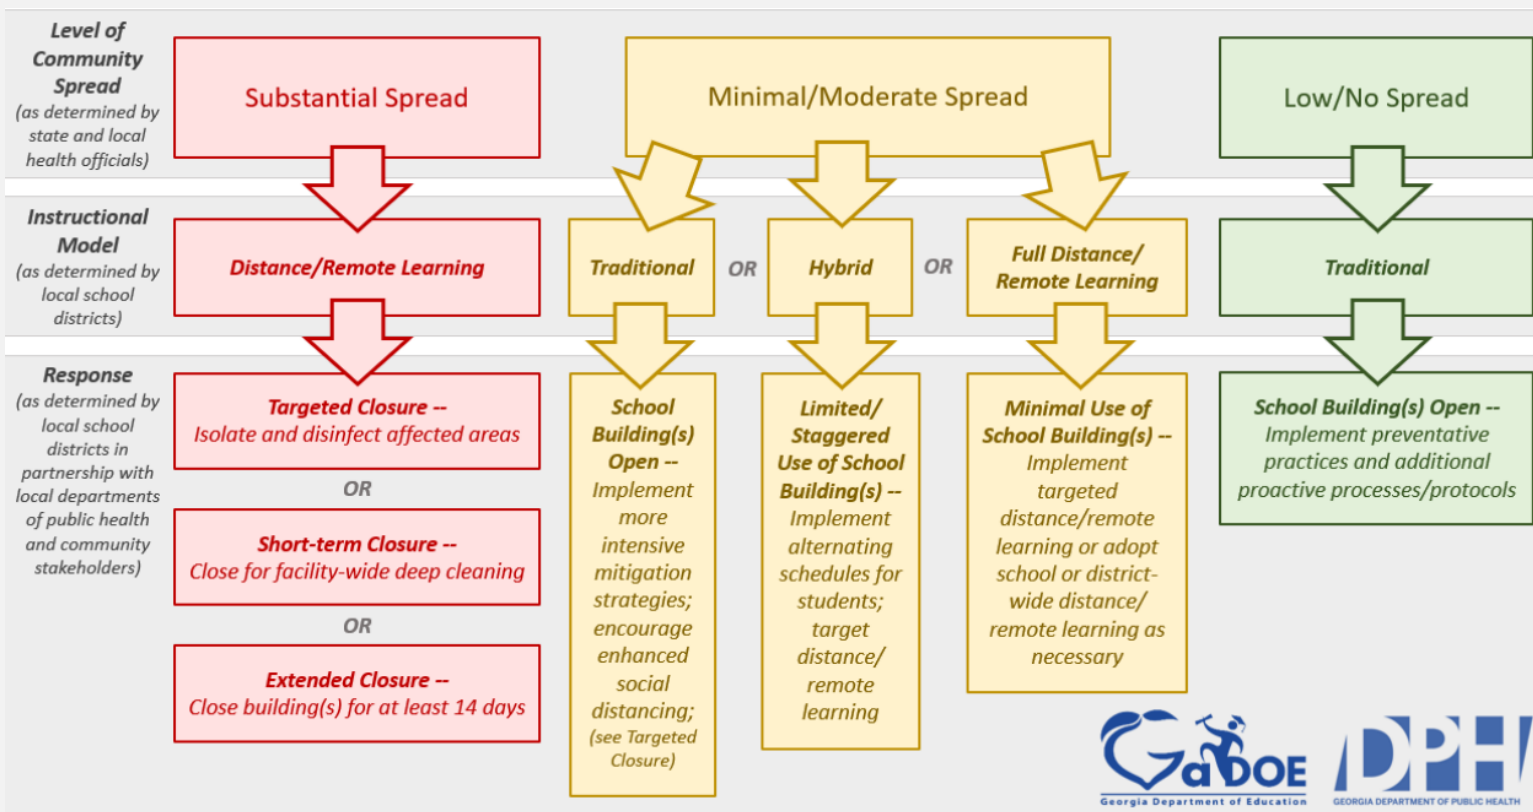 Level of
Community
Spread
(as determined by
state and local
health officials)
Substantial Spread
Minimal/Moderate Spread
Low/No Spread
Instructional
Model
(as determined by
local school
districts)
Distance/Remote Learning
Traditional
OR
Hybrid
OR
Full Distance/
Remote Learning
Traditional
Response
(as determined by
local school
districts in
partnership with
local departments
of public health
and community
stakeholders)
Targeted Closure --
Isolate and disinfect affected areas
OR
Short-term Closure --
Close for facility-wide deep cleaning
OR
Extended Closure --
Close building(s) for at least 14 days
School
Building(s)
Open --
Implement
more
intensive
mitigation
strategies;
encourage
enhanced
social
distancing;
(see Targeted
Closure)
Limited/
Staggered
Use of School
Building(s) --
Implement
alternating
schedules for
students;
target
distance/
remote
learning
Minimal Use of
School Building(s) --
Implement
targeted
distance/remote
learning or adopt
school or district-
wide distance/
remote learning as
necessary
School Building(s) Open --
Implement preventative
practices and additional
proactive processes/protocols
GaDOE
Georgia Department of Education
DPH
GEORGIA DEPARTMENT OF PUBLIC HEALTH